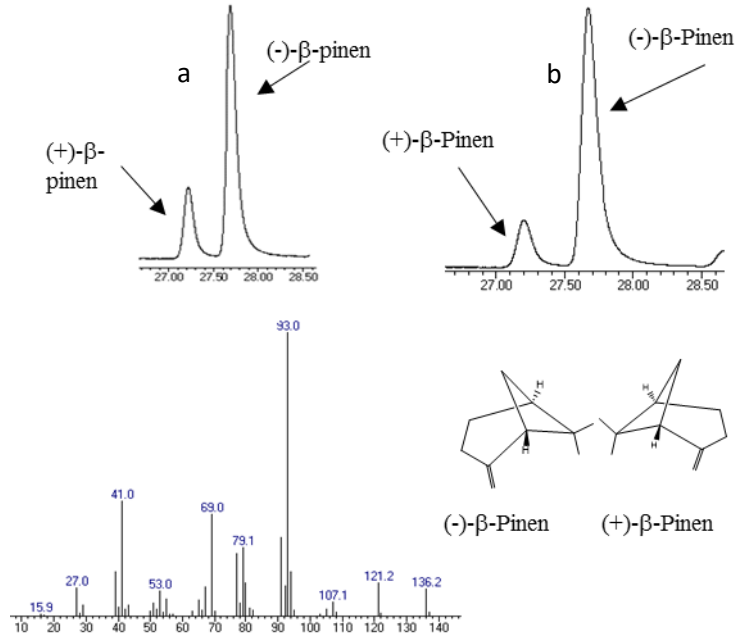 a
(-)-β-pinen
(+)-β-
pinen
27.00 27.50 28.00 28.50
b
(-)-β-Pinen
(+)-β-Pinen
27.00 27.50 28.00 28.50
93.0
41.0
69.0
79.1
27.0
53.0
15.9
107.1
121.2
136.2
10 20 30 40 50 60 70 80 90 100 110 120 130 140
H
H
H
H
(-)-β-Pinen (+)-β-Pinen